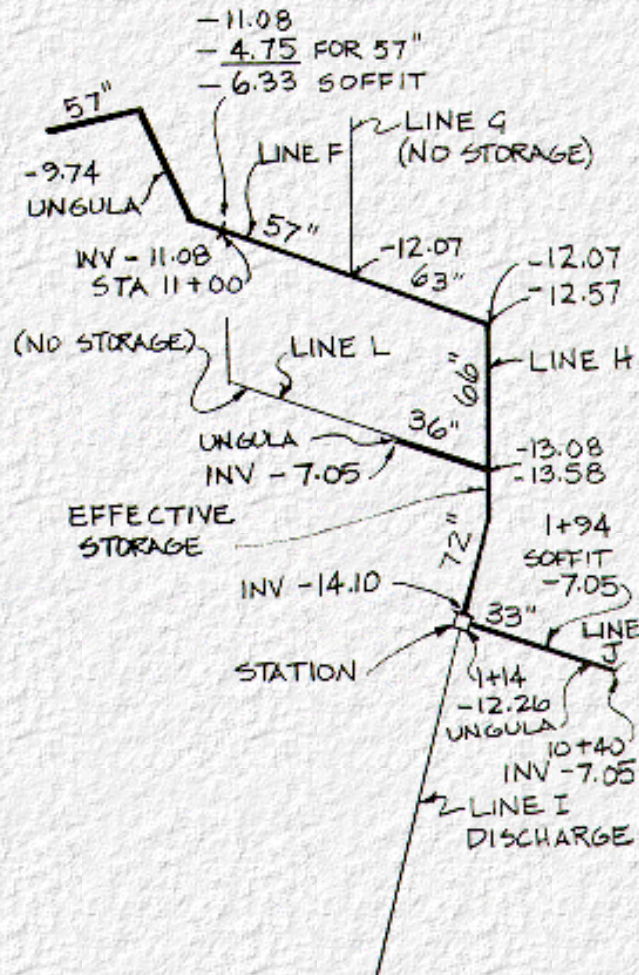 -11.08
- 4.75 FOR 57"
- 6.33 SOFFIT
57"
LINE G
(NO STORAGE)
LINE F
-9.74
UNGULA
57"
-12.07
63"
-12.07
-12.57
INV - 11.08
STA 11+00
(NO STORAGE)
LINE L
66"
LINE H
36"
UNGULA
INV - 7.05
-13.08
-13.58
EFFECTIVE
STORAGE
72"
1+94
SOFFIT
-7.05
INV -14.10
33"
LINE
J
STATION
1+14
-12.26
UNGULA
10+40
INV -7.05
LINE I
DISCHARGE